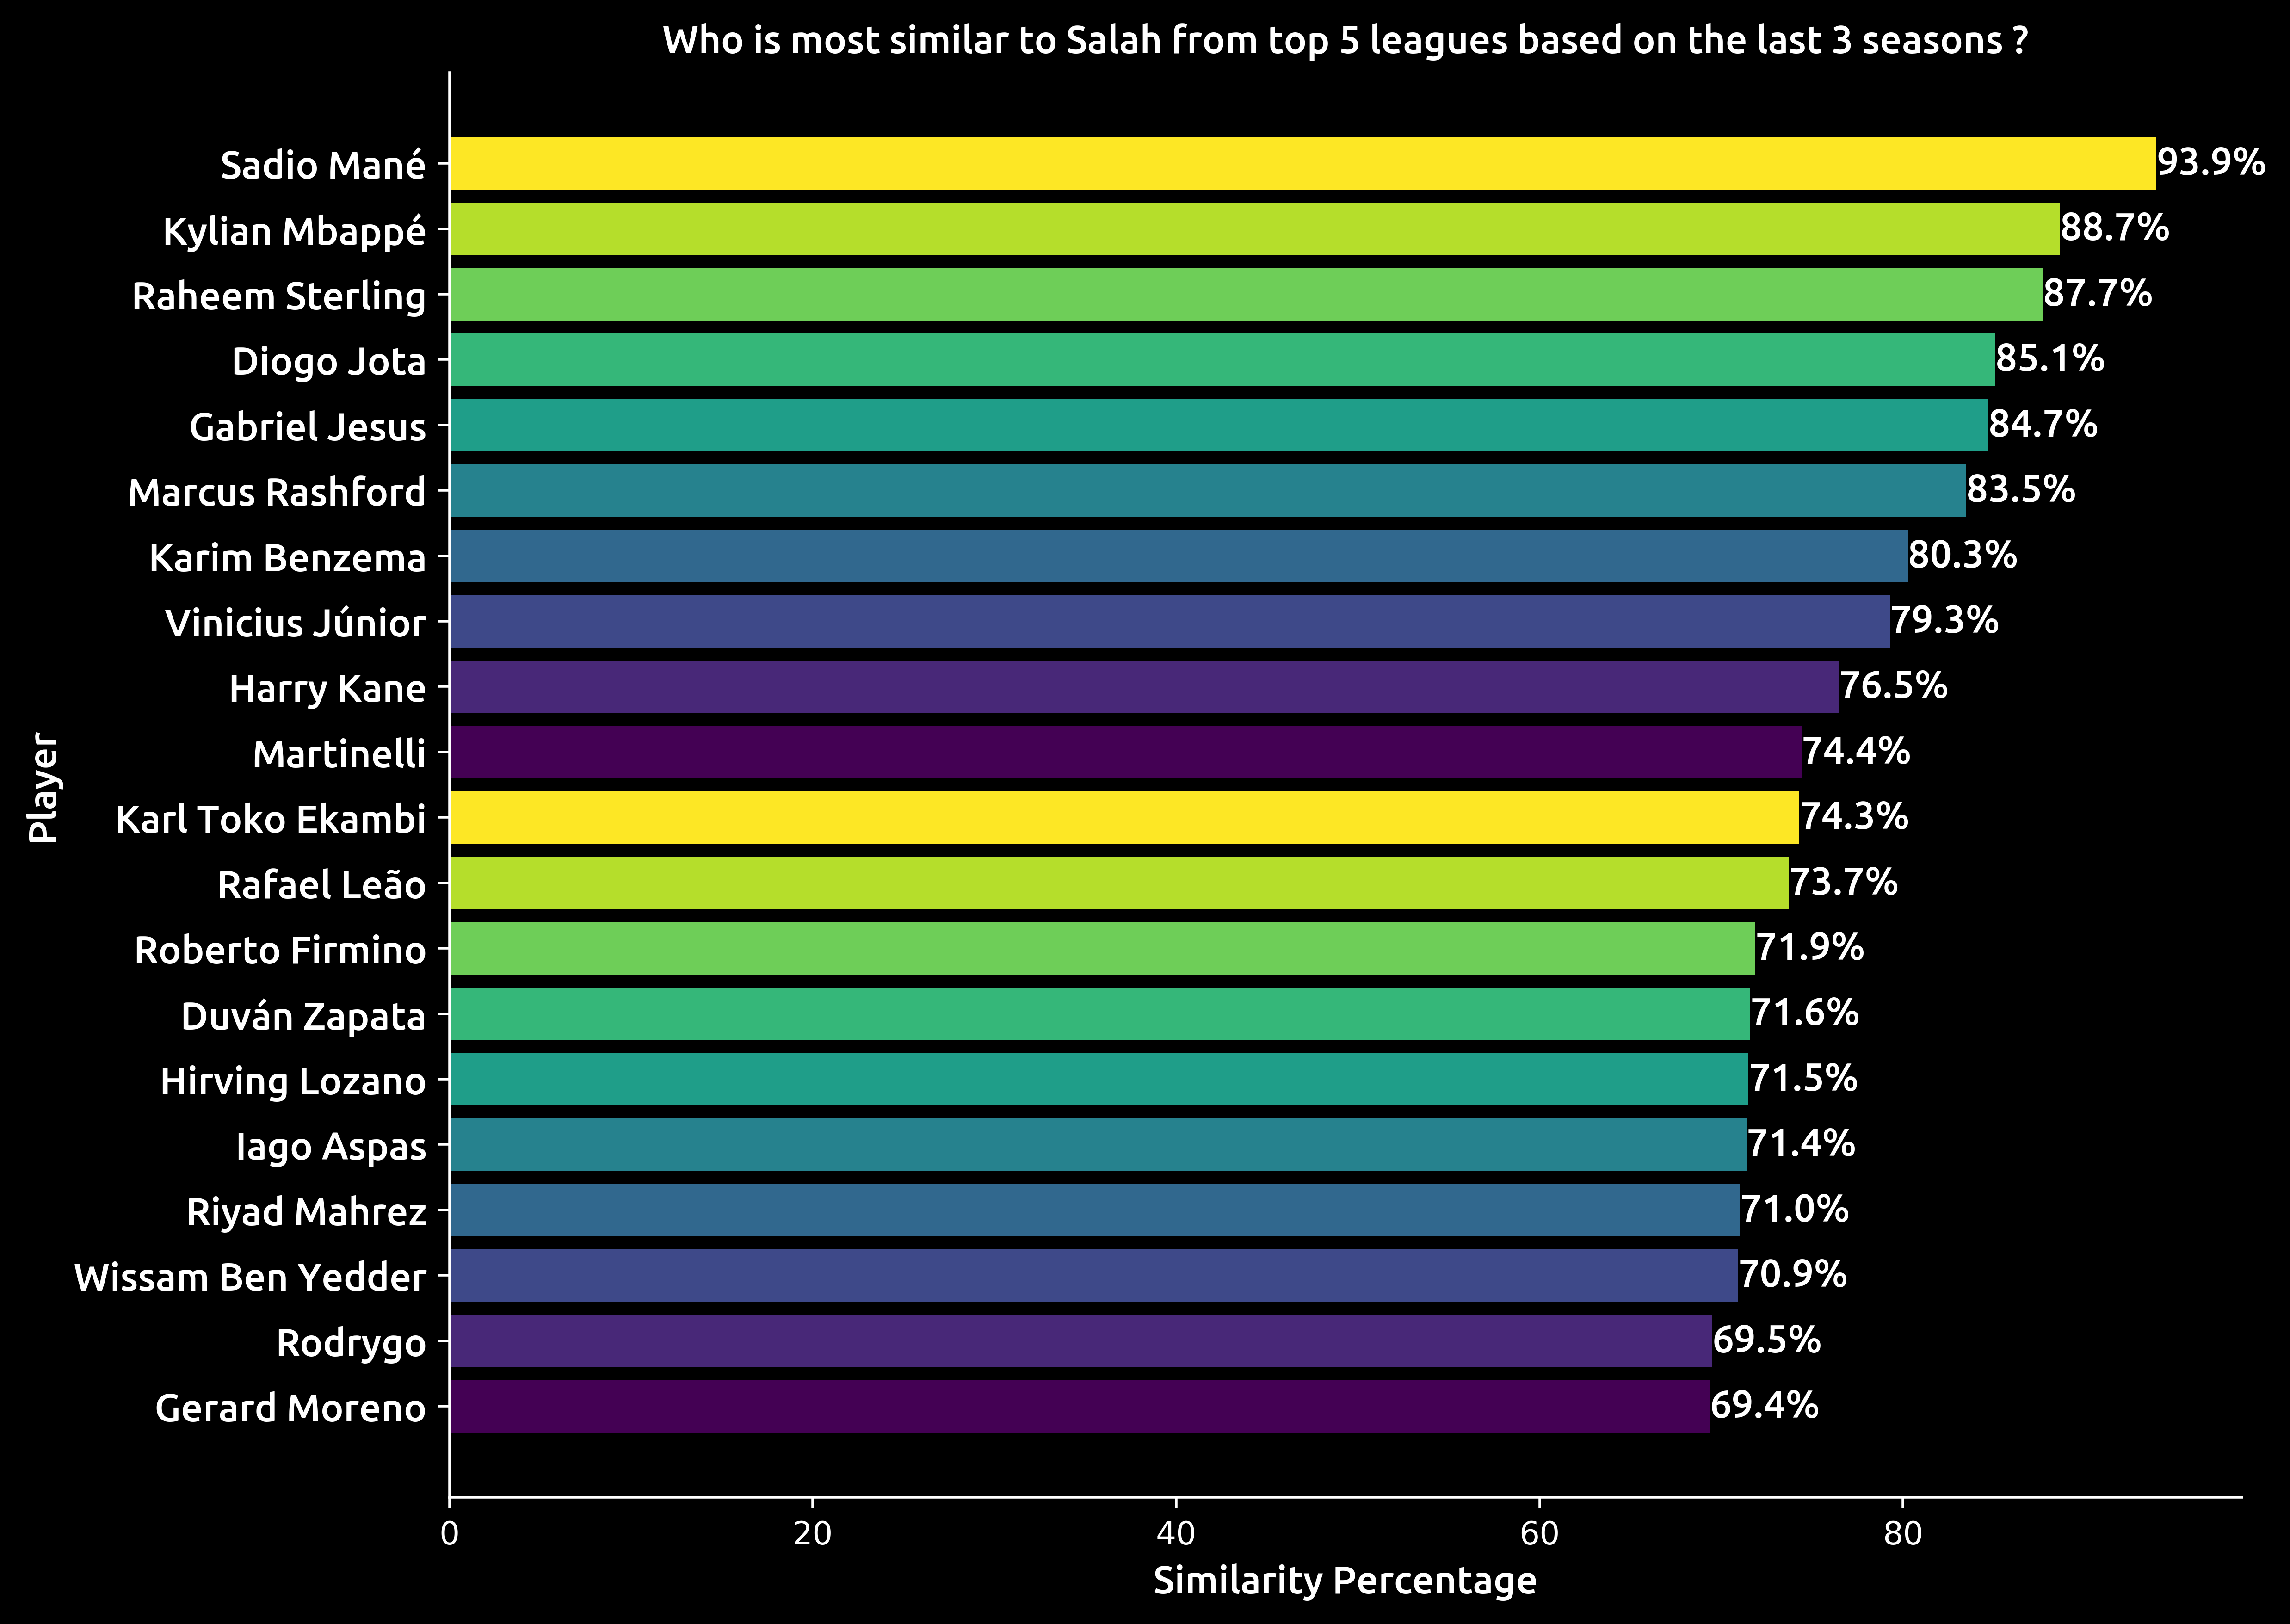 Who is most similar to Salah from top 5 leagues based on the last 3 seasons ?
Sadio Mané 93.9%
Kylian Mbappé 88.7%
Raheem Sterling 87.7%
Diogo Jota 85.1%
Gabriel Jesus 84.7%
Marcus Rashford 83.5%
Karim Benzema 80.3%
Vinicius Júnior 79.3%
Harry Kane 76.5%
Martinelli 74.4%
Karl Toko Ekambi 74.3%
Rafael Leão 73.7%
Roberto Firmino 71.9%
Duván Zapata 71.6%
Hirving Lozano 71.5%
Iago Aspas 71.4%
Riyad Mahrez 71.0%
Wissam Ben Yedder 70.9%
Rodrygo 69.5%
Gerard Moreno 69.4%
Player
0 20 40 60 80
Similarity Percentage